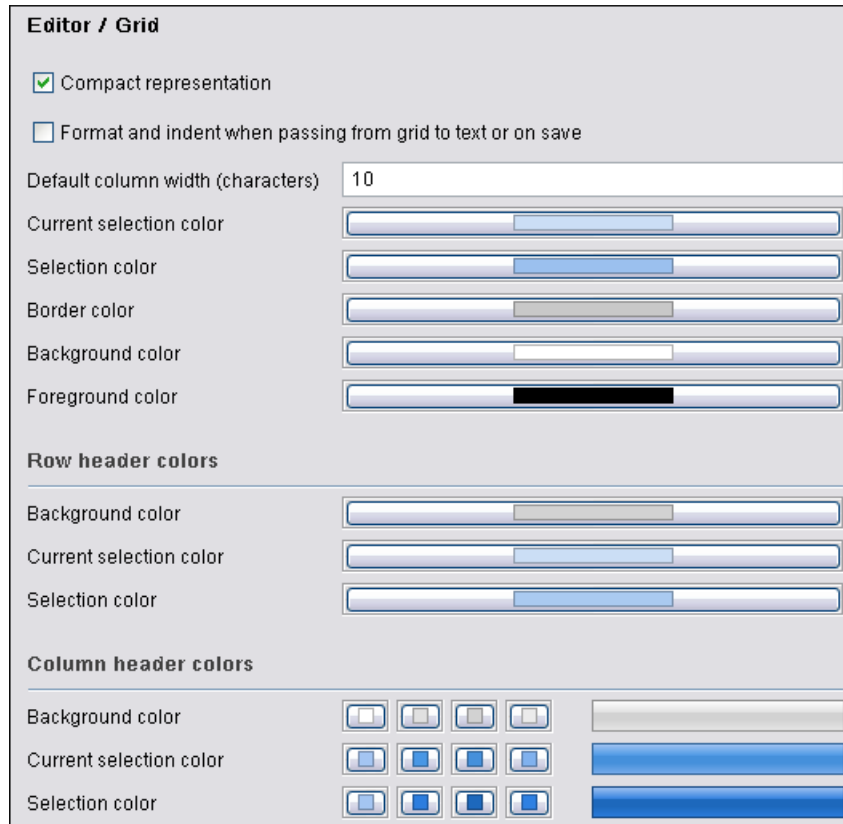 Editor / Grid
Compact representation
Format and indent when passing from grid to text or on save
Default column width (characters) 10
Current selection color
Selection color
Border color
Background color
Foreground color
Row header colors
Background color
Current selection color
Selection color
Column header colors
Background color
Current selection color
Selection color